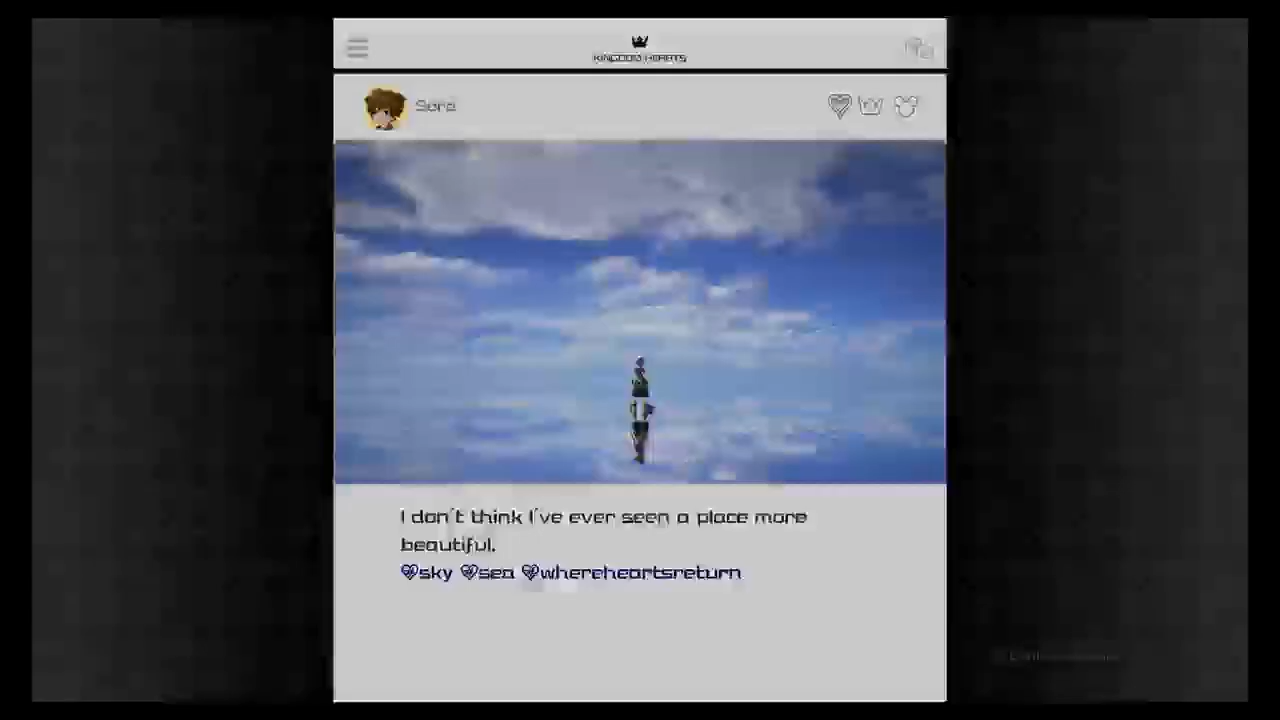 KINGDOM HEARTS
Sora
I don't think I've ever seen a place more
beautiful.
sky sea whereheartsreturn